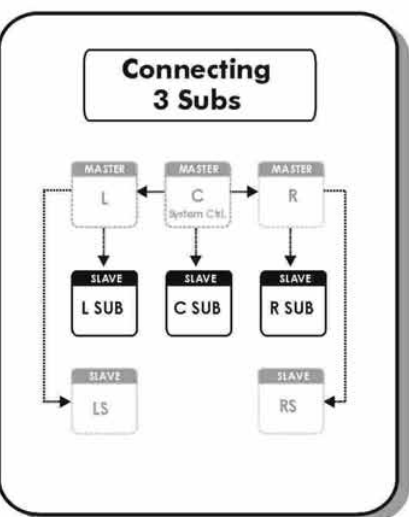 Connecting
3 Subs
MASTER MASTER MASTER
L C R
System Ctrl.
SLAVE SLAVE SLAVE
L SUB C SUB R SUB
SLAVE SLAVE
LS RS